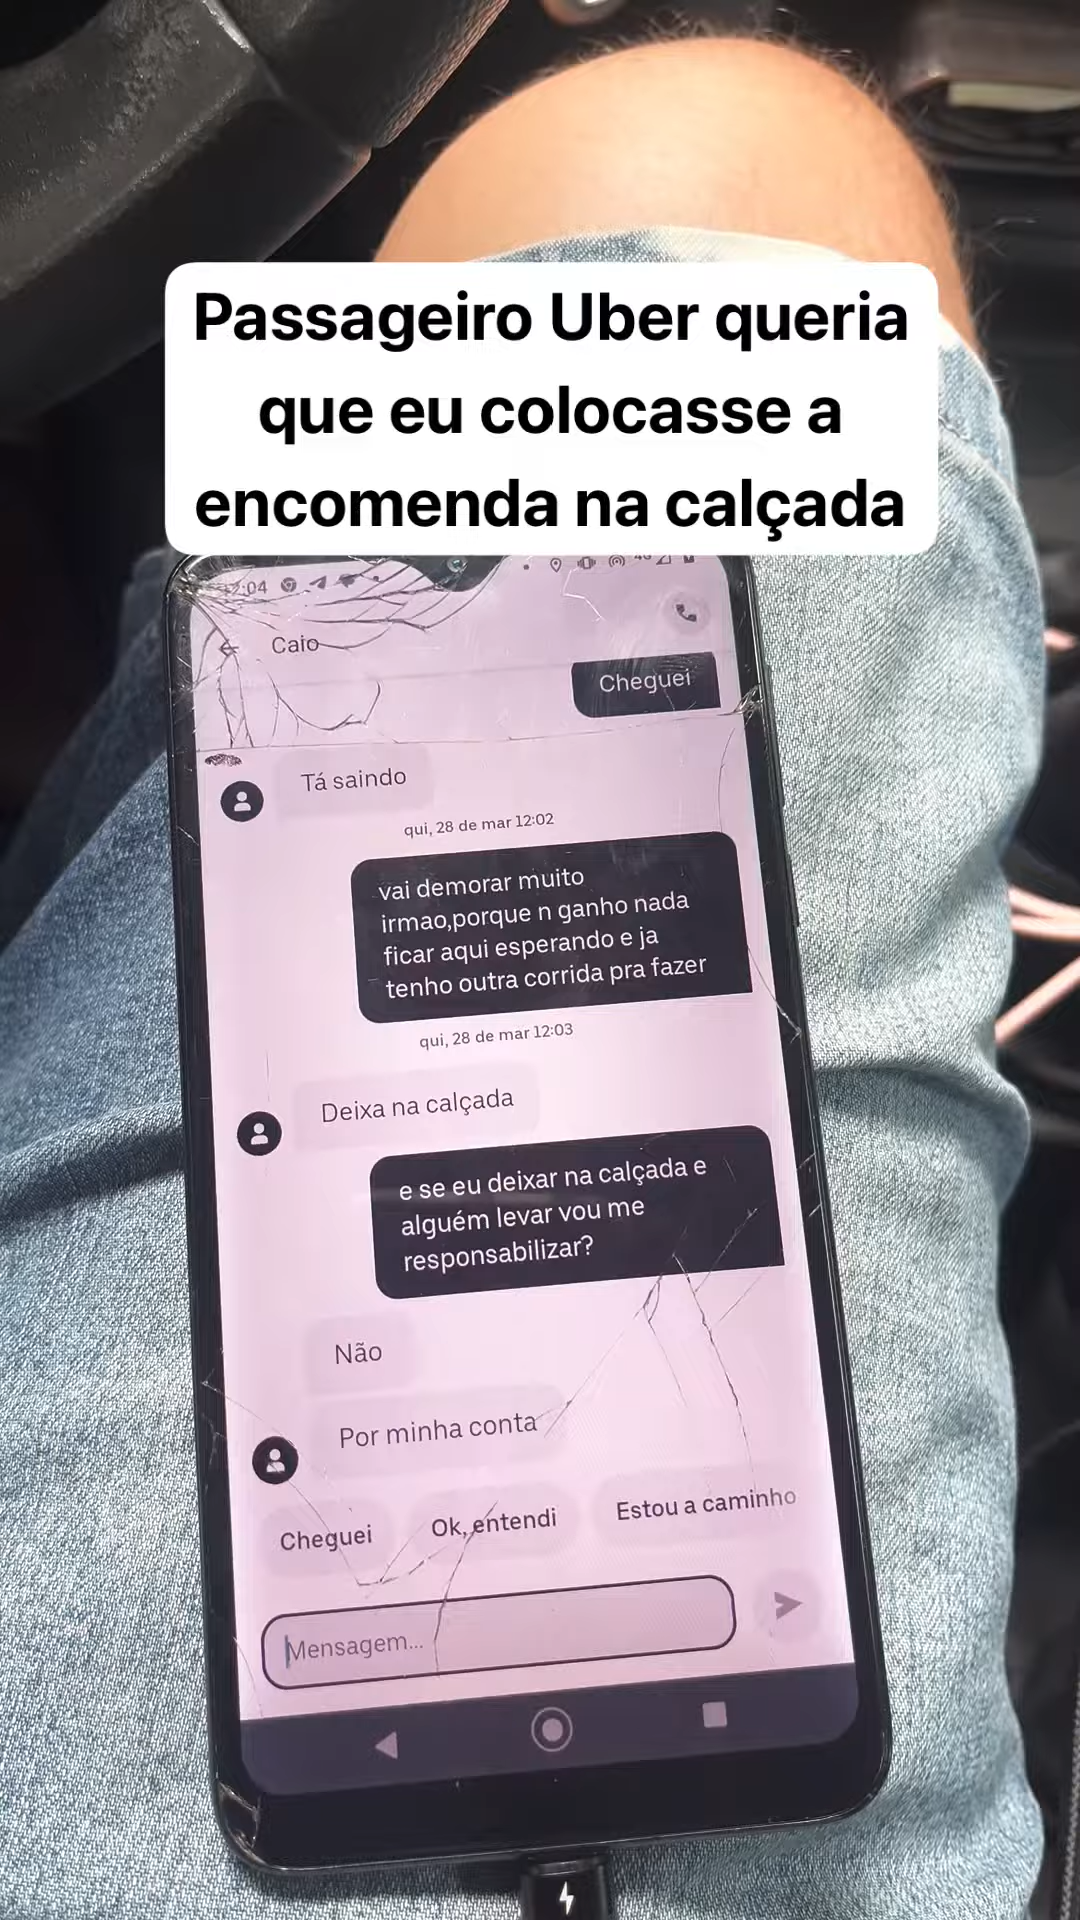 Passageiro Uber queria
que eu colocasse a
encomenda na calçada
2:04
4G
Caio
Cheguei
Tá saindo
qui, 28 de mar 12:02
vai demorar muito
irmao,porque n ganho nada
ficar aqui esperando e ja
tenho outra corrida pra fazer
qui, 28 de mar 12:03
Deixa na calçada
e se eu deixar na calçada e
alguém levar vou me
responsabilizar?
Não
Por minha conta
Cheguei
Ok, entendi
Estou a caminho
Mensagem...